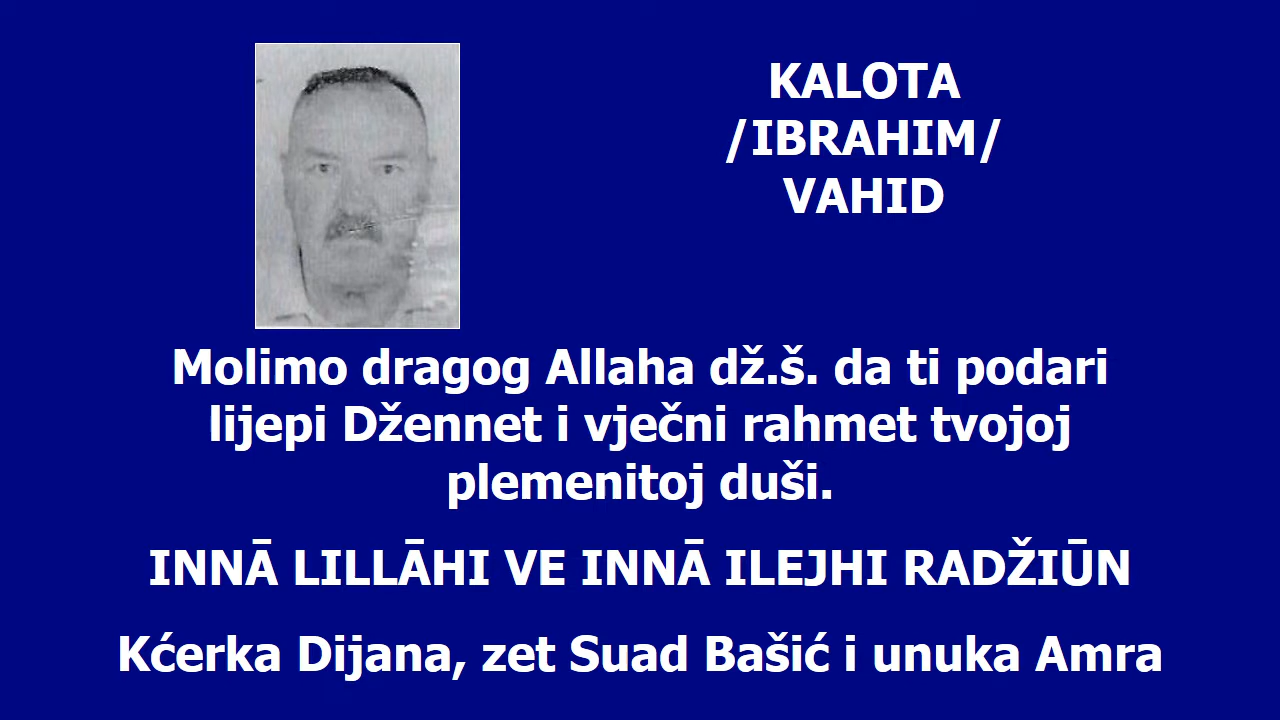 KALOTA
/IBRAHIM/
VAHID
Molimo dragog Allaha dž.š. da ti podari
lijepi Džennet i vječni rahmet tvojoj
plemenitoj duši.
INNĀ LILLĀHI VE INNĀ ILEJHI RADŽIŪN
Kćerka Dijana, zet Suad Bašić i unuka Amra